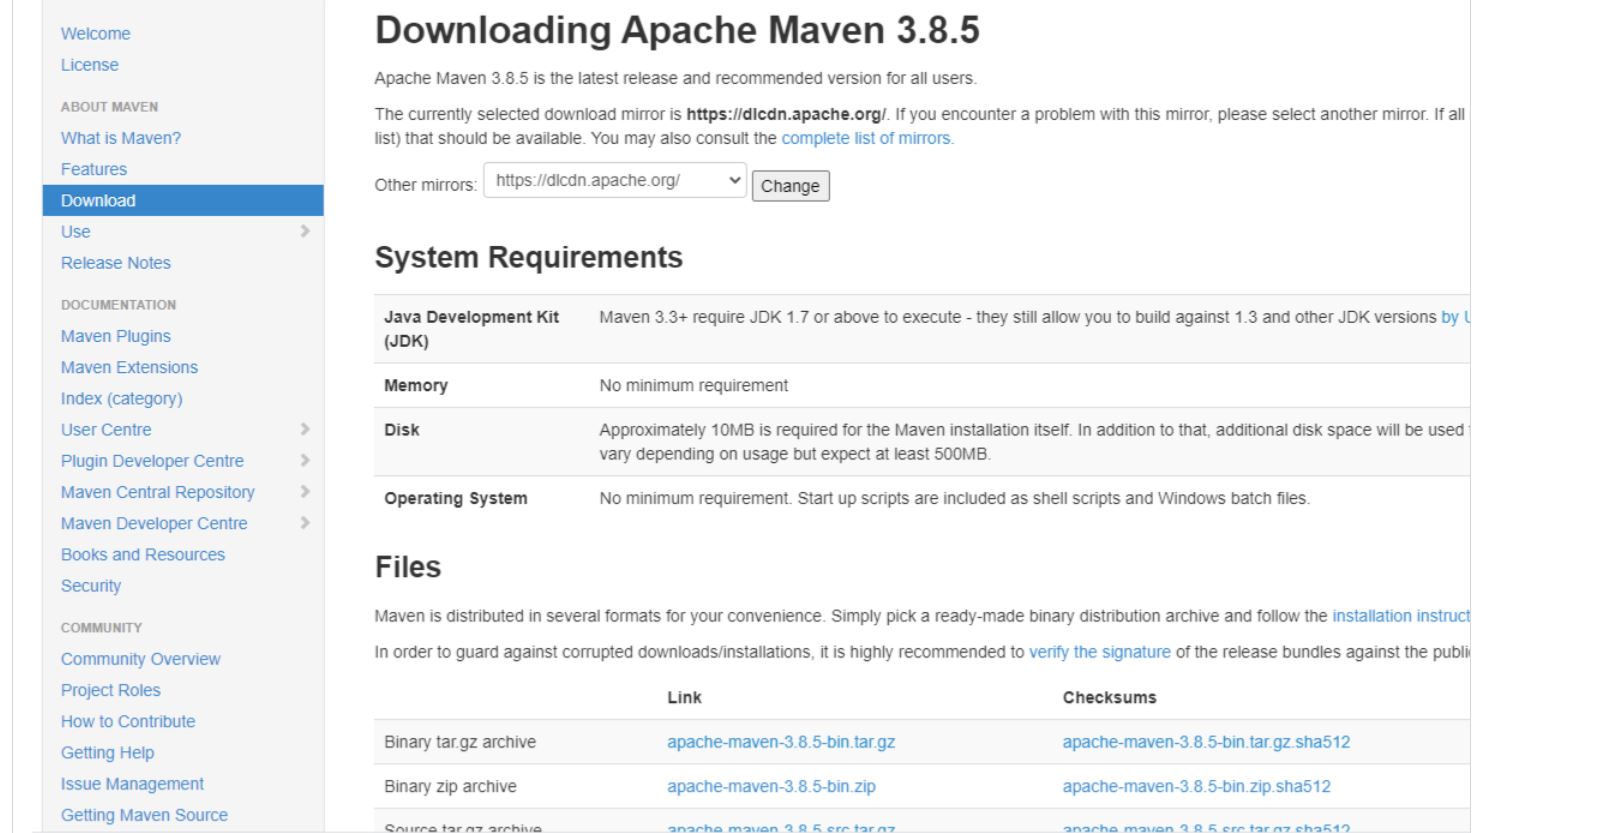 Welcome
License
ABOUT MAVEN
What is Maven?
Features
Download
Use
Release Notes
DOCUMENTATION
Maven Plugins
Maven Extensions
Index (category)
User Centre
Plugin Developer Centre
Maven Central Repository
Maven Developer Centre
Books and Resources
Security
COMMUNITY
Community Overview
Project Roles
How to Contribute
Getting Help
Issue Management
Getting Maven Source
Downloading Apache Maven 3.8.5
Apache Maven 3.8.5 is the latest release and recommended version for all users.
The currently selected download mirror is https://dlcdn.apache.org/. If you encounter a problem with this mirror, please select another mirror. If all
list) that should be available. You may also consult the complete list of mirrors.
Other mirrors: https://dlcdn.apache.org/ Change
System Requirements
Java Development Kit Maven 3.3+ require JDK 1.7 or above to execute - they still allow you to build against 1.3 and other JDK versions by
(JDK)
Memory No minimum requirement
Disk Approximately 10MB is required for the Maven installation itself. In addition to that, additional disk space will be used
vary depending on usage but expect at least 500MB.
Operating System No minimum requirement. Start up scripts are included as shell scripts and Windows batch files.
Files
Maven is distributed in several formats for your convenience. Simply pick a ready-made binary distribution archive and follow the installation instruct
In order to guard against corrupted downloads/installations, it is highly recommended to verify the signature of the release bundles against the public
Link Checksums
Binary tar.gz archive apache-maven-3.8.5-bin.tar.gz apache-maven-3.8.5-bin.tar.gz.sha512
Binary zip archive apache-maven-3.8.5-bin.zip apache-maven-3.8.5-bin.zip.sha512
Source tar.gz archive apache-maven-3.8.5-src.tar.gz apache-maven-3.8.5-src.tar.gz.sha512